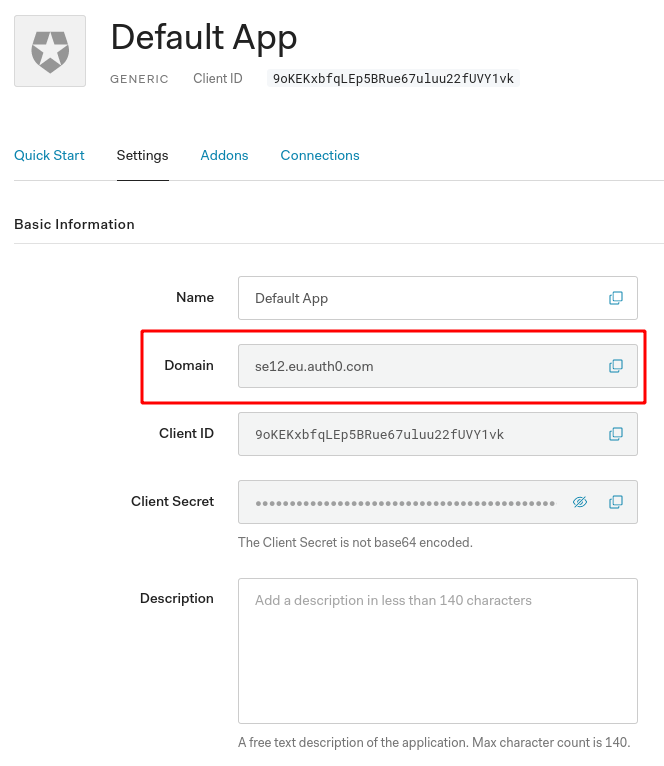 Default App
GENERIC Client ID 9oKEKxbfqLEp5BRue67uluu22fUVY1vk
Quick Start Settings Addons Connections
Basic Information
Name Default App
Domain se12.eu.auth0.com
Client ID 9oKEKxbfqLEp5BRue67uluu22fUVY1vk
Client Secret
The Client Secret is not base64 encoded.
Description Add a description in less than 140 characters
A free text description of the application. Max character count is 140.